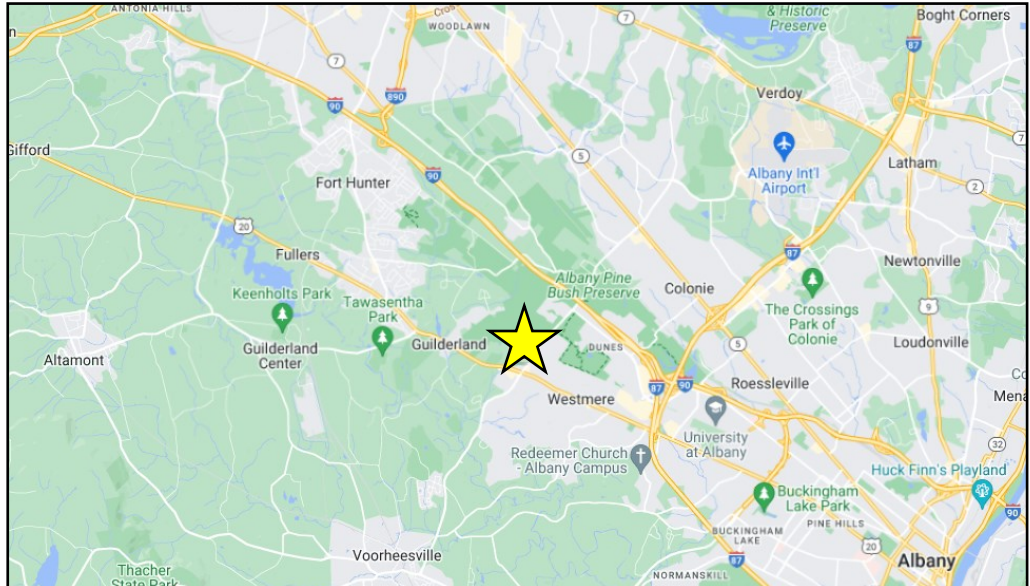 ANTONIA HILLS
WOODLAWN
& Historic
Preserve
Boght Corners
7
7
87
90
890
Verdoy
7
Gifford
5
Latham
90
Albany Int'l
Airport
Fort Hunter
2
20
87
Fullers
Newtonville
Albany Pine
Bush Preserve
Colonie
Keenholts Park
Tawasentha
Park
The Crossings
Park of
Colonie
9
Guilderland
Center
Guilderland
DUNES
5
Loudonville
Altamont
87
90
Roessleville
Westmere
University
at Albany
32
Redeemer Church
- Albany Campus
Huck Finn's Playland
Buckingham
Lake Park
90
PINE HILLS
BUCKINGHAM
LAKE
20
Voorheesville
87
Albany
Thacher
State Park
NORMANSKILL